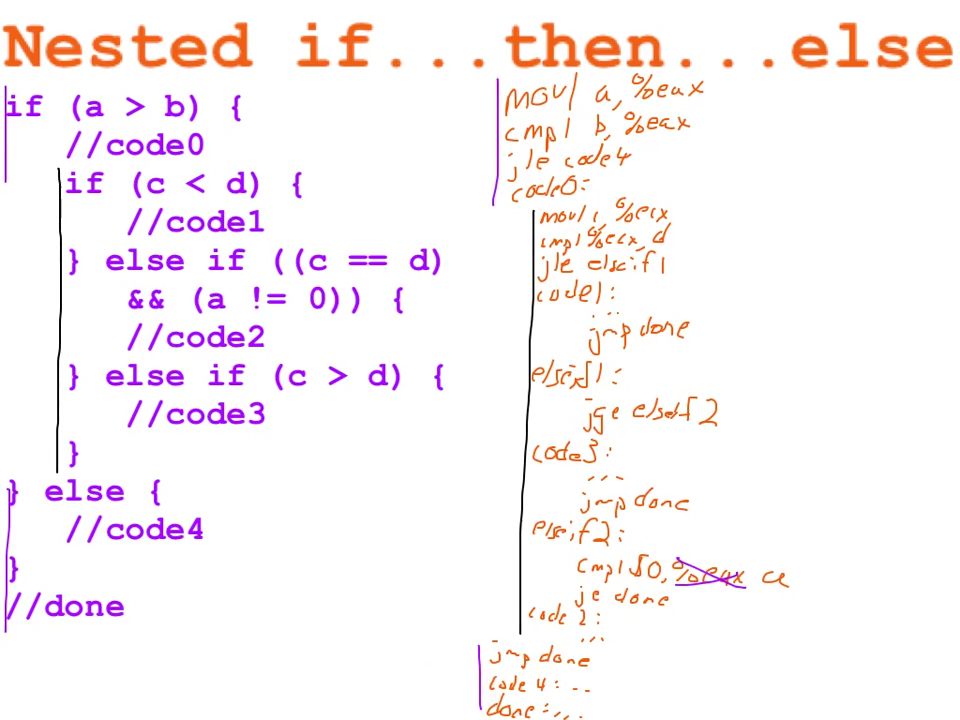 Nested if...then...else
if (a > b) {
//code0
if (c < d) {
//code1
} else if ((c == d)
&& (a != 0)) {
//code2
} else if (c > d) {
//code3
}
} else {
//code4
}
//done
movl a, %eax
cmpl b, %eax
jle code4
code0:
movl c, %ecx
cmpl %ecx, d
jle elseif1
code1:
...
jmp done
elseif1:
jge elseif2
code3:
...
jmp done
elseif2:
cmpl $0, %eax a
je done
code2:
...
jmp done
code4: ..
done: ...